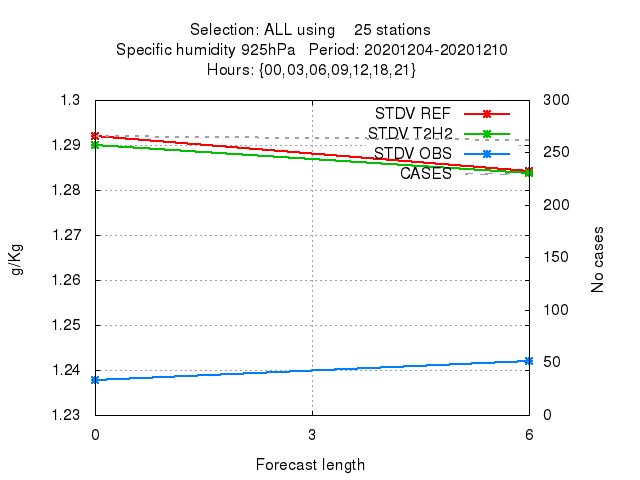 Selection: ALL using    25 stations
Specific humidity 925hPa   Period: 20201204-20201210
Hours: {00,03,06,09,12,18,21}
1.3
1.29
1.28
1.27
1.26
1.25
1.24
1.23
g/Kg
STDV REF
STDV T2H2
STDV OBS
CASES
300
250
200
150
100
50
0
No cases
0 3 6
Forecast length